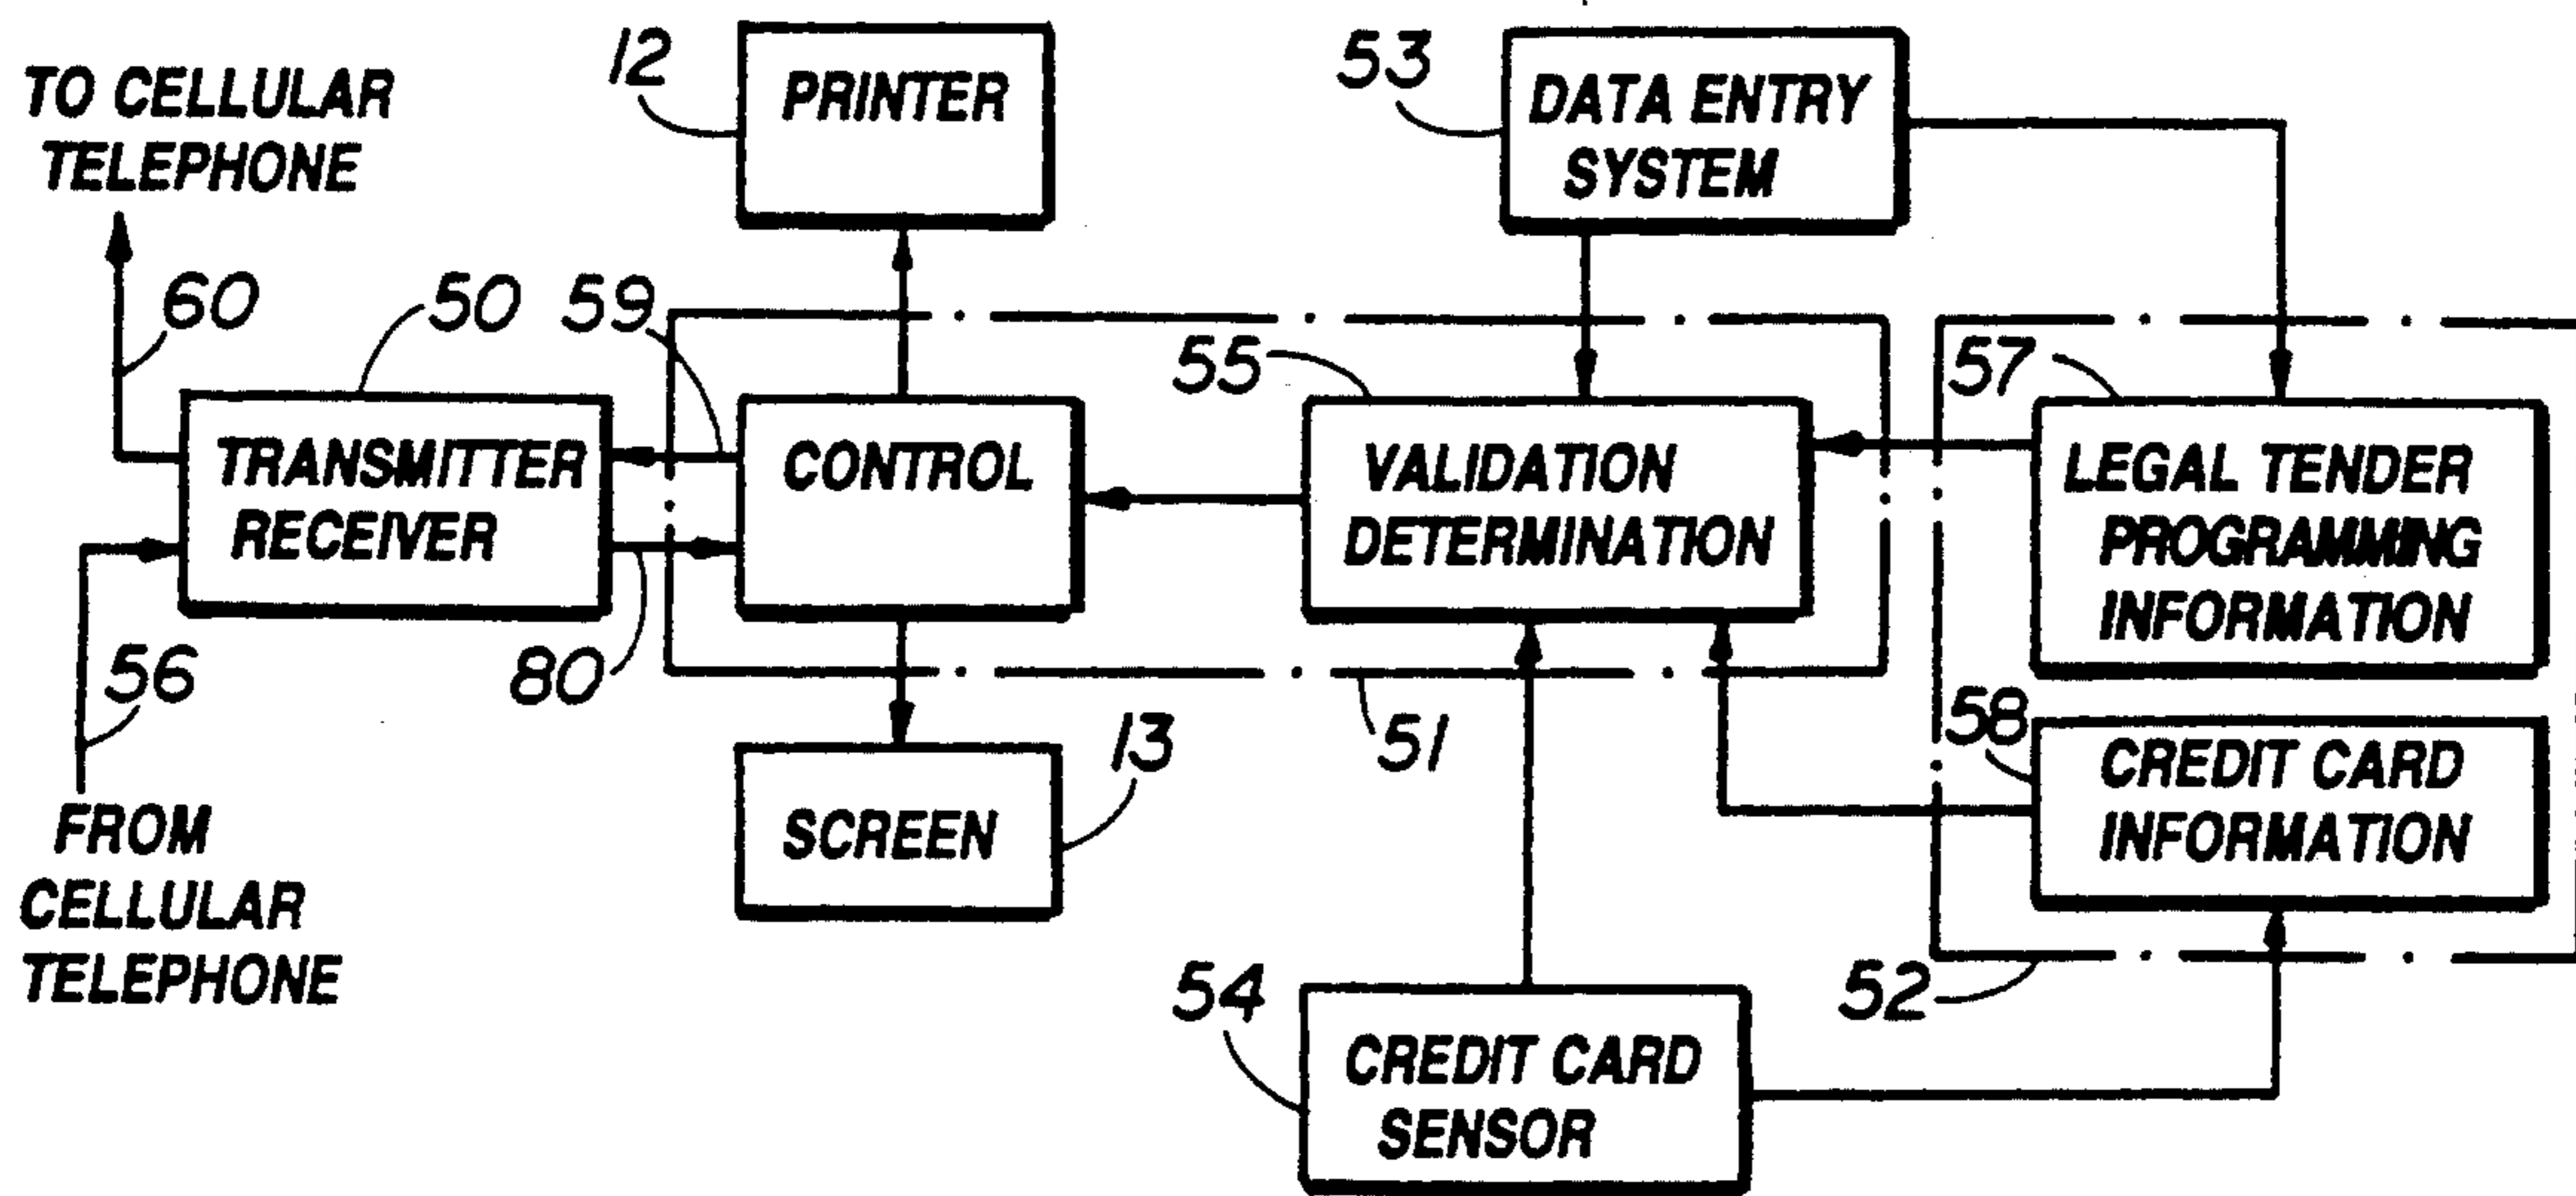 TO CELLULAR
TELEPHONE
12
PRINTER
53
DATA ENTRY
SYSTEM
60
50
59
55
57
TRANSMITTER
RECEIVER
CONTROL
VALIDATION
DETERMINATION
LEGAL TENDER
PROGRAMMING
INFORMATION
56
80
51
58
CREDIT CARD
INFORMATION
13
SCREEN
FROM
CELLULAR
TELEPHONE
54
52
CREDIT CARD
SENSOR